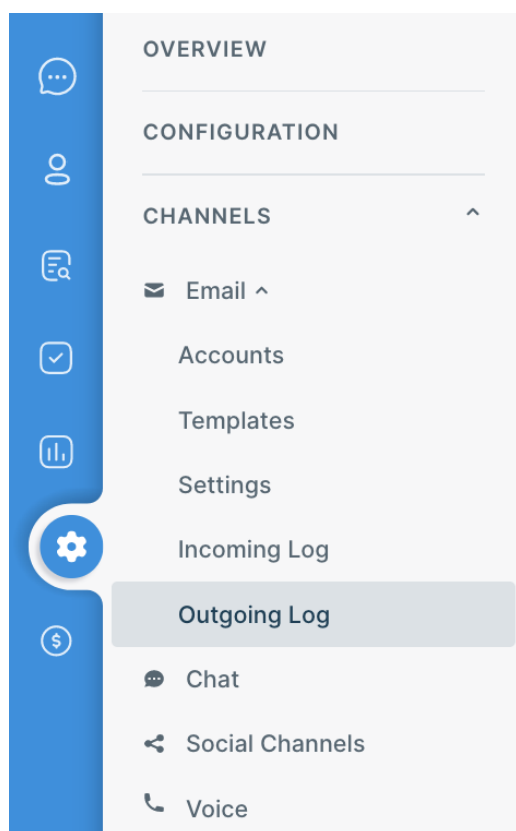 OVERVIEW
CONFIGURATION
CHANNELS
Email
Accounts
Templates
Settings
Incoming Log
Outgoing Log
Chat
Social Channels
Voice